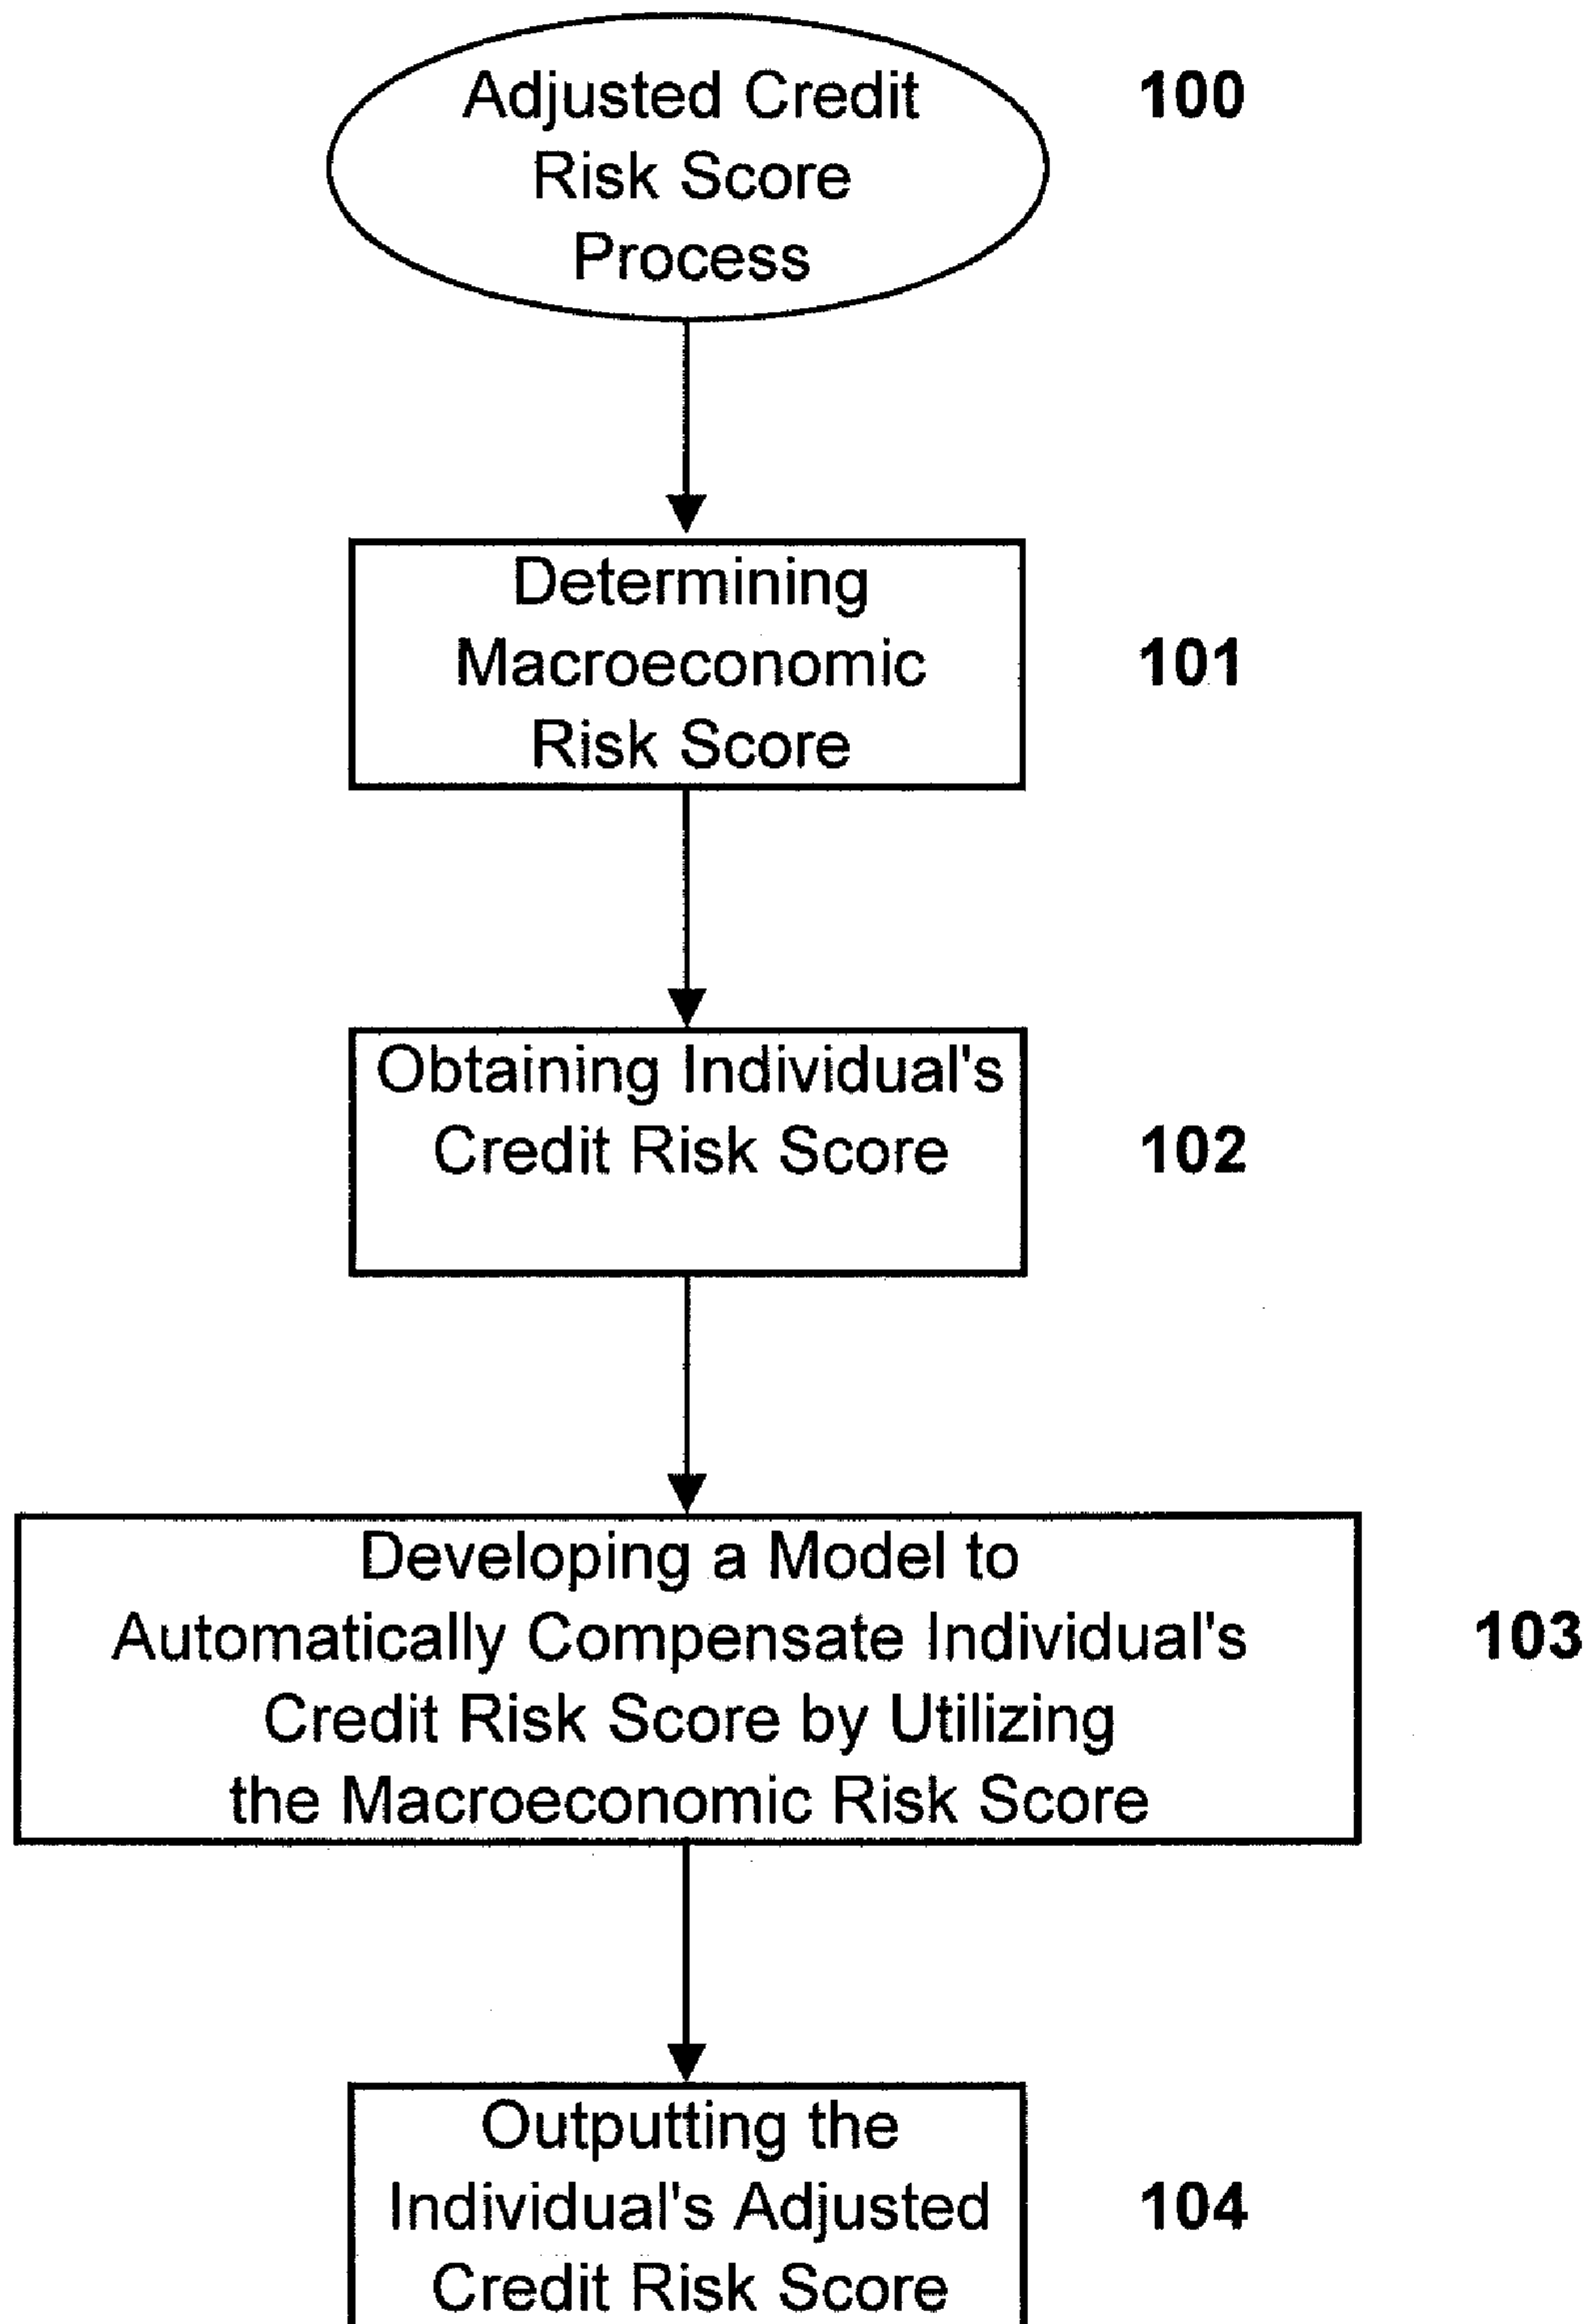 Adjusted Credit
Risk Score
Process
100
Determining
Macroeconomic
Risk Score
101
Obtaining Individual's
Credit Risk Score
102
Developing a Model to
Automatically Compensate Individual's
Credit Risk Score by Utilizing
the Macroeconomic Risk Score
103
Outputting the
Individual's Adjusted
Credit Risk Score
104